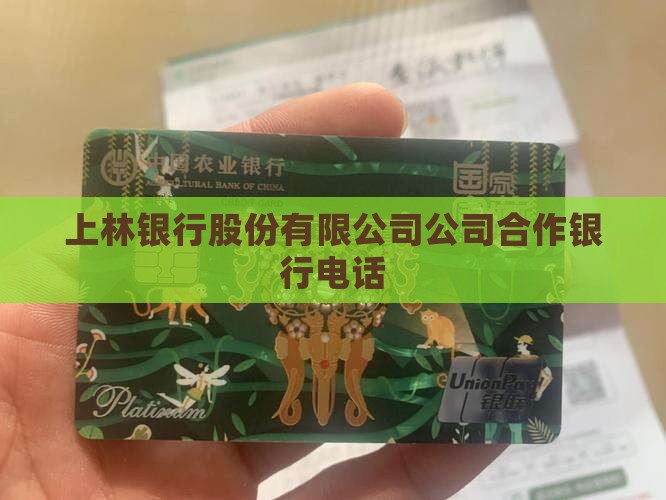 中国农业银行
AGRICULTURAL BANK OF CHINA
国家
上林银行股份有限公司公司合作银
行电话
Platinum
UnionPay
银联